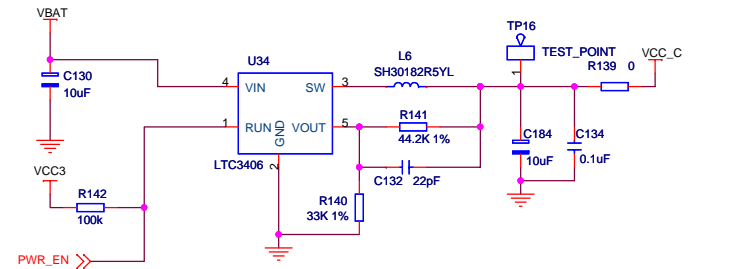 VBAT
TP16
U34
L6
TEST_POINT
VCC_C
C130
10uF
SH30182R5YL
R139 0
4
VIN
SW
3
1
1
RUN
GND
VOUT
5
R141
44.2K 1%
LTC3406
2
C184
10uF
C134
0.1uF
VCC3
C132
22pF
R142
100k
R140
33K 1%
PWR_EN